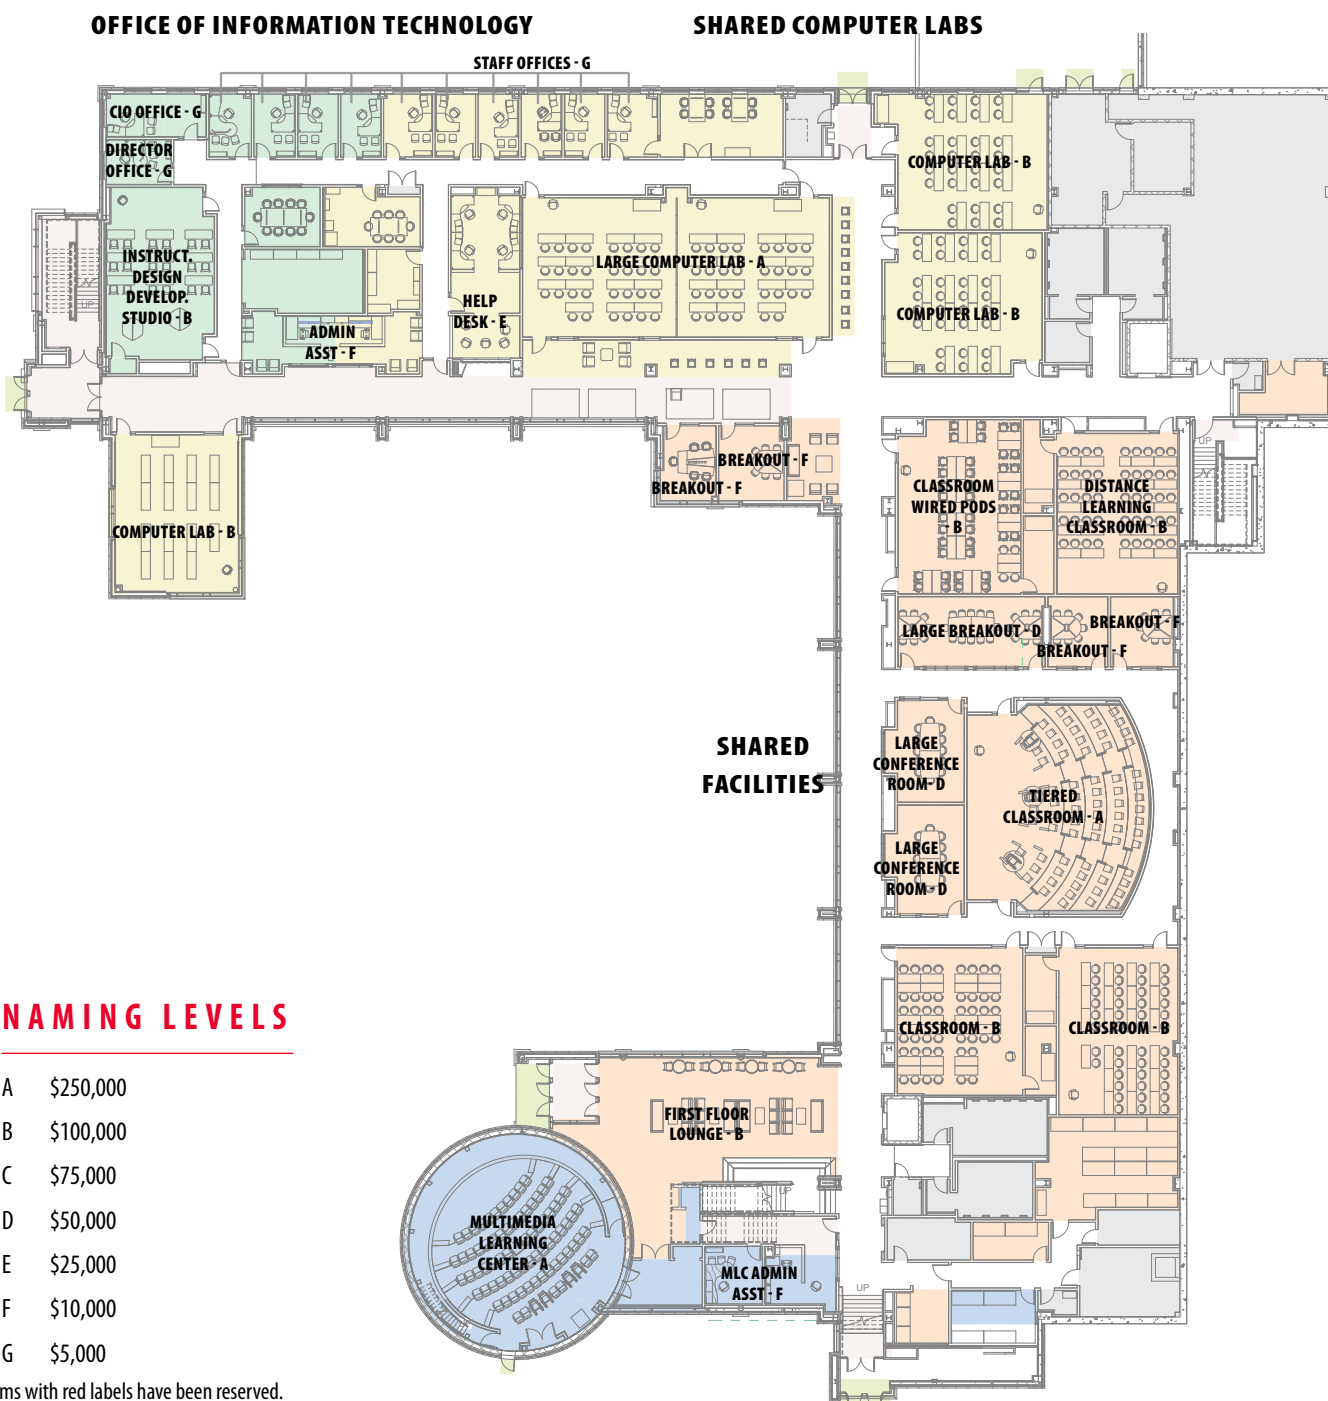 OFFICE OF INFORMATION TECHNOLOGY
SHARED COMPUTER LABS
STAFF OFFICES - G
CIO OFFICE - G
DIRECTOR
OFFICE - G
INSTRUCT.
DESIGN
DEVELOP.
STUDIO - B
UP
ADMIN
ASST - F
HELP
DESK - E
LARGE COMPUTER LAB - A
COMPUTER LAB - B
COMPUTER LAB - B
COMPUTER LAB - B
BREAKOUT - F
BREAKOUT - F
CLASSROOM
WIRED PODS
- B
DISTANCE
LEARNING
CLASSROOM - B
UP
LARGE BREAKOUT - D
BREAKOUT - F
BREAKOUT - F
SHARED
FACILITIES
LARGE
CONFERENCE
ROOM- D
TIERED
CLASSROOM - A
LARGE
CONFERENCE
ROOM - D
CLASSROOM - B
CLASSROOM - B
FIRST FLOOR
LOUNGE - B
UP
MULTIMEDIA
LEARNING
CENTER - A
MLC ADMIN
ASST - F
UP
NAMING LEVELS
A $250,000
B $100,000
C $75,000
D $50,000
E $25,000
F $10,000
G $5,000
ms with red labels have been reserved.